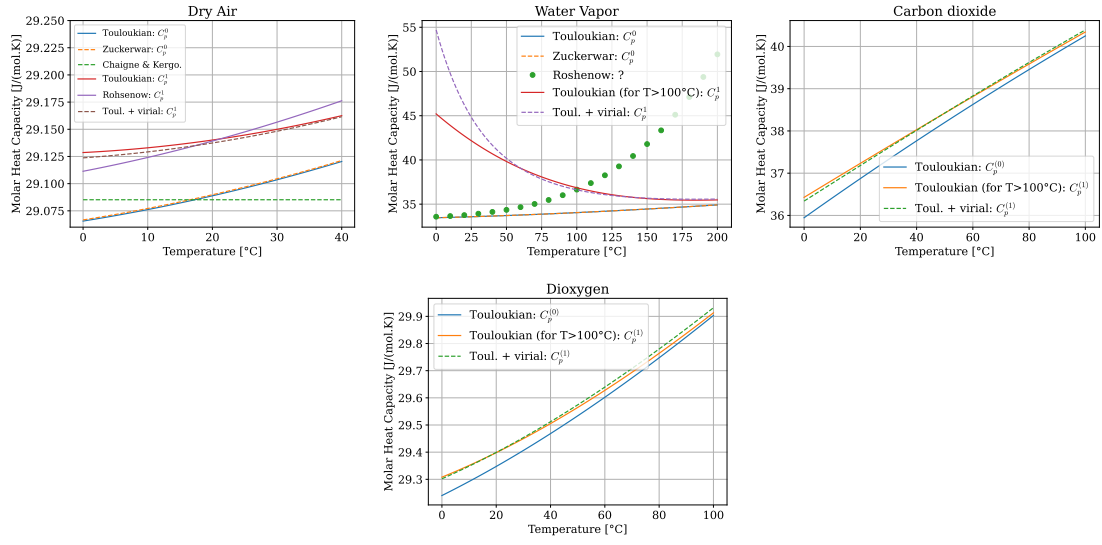 Dry Air
29.250
29.225
29.200
29.175
29.150
29.125
29.100
29.075
Molar Heat Capacity [J/(mol.K)]
Touloukian: C_p^0
Zuckerwar: C_p^0
Chaigne & Kergo.
Touloukian: C_p^1
Rohsenow: C_p^1
Toul. + virial: C_p^1
0 10 20 30 40
Temperature [°C]
Water Vapor
55
50
45
40
35
Molar Heat Capacity [J/(mol.K)]
Touloukian: C_p^0
Zuckerwar: C_p^0
Roshenow: ?
Touloukian (for T>100°C): C_p^1
Toul. + virial: C_p^1
0 25 50 75 100 125 150 175 200
Temperature [°C]
Carbon dioxide
40
39
38
37
36
Molar Heat Capacity [J/(mol.K)]
Touloukian: C_p^(0)
Touloukian (for T>100°C): C_p^(1)
Toul. + virial: C_p^(1)
0 20 40 60 80 100
Temperature [°C]
Dioxygen
29.9
29.8
29.7
29.6
29.5
29.4
29.3
Molar Heat Capacity [J/(mol.K)]
Touloukian: C_p^(0)
Touloukian (for T>100°C): C_p^(1)
Toul. + virial: C_p^(1)
0 20 40 60 80 100
Temperature [°C]